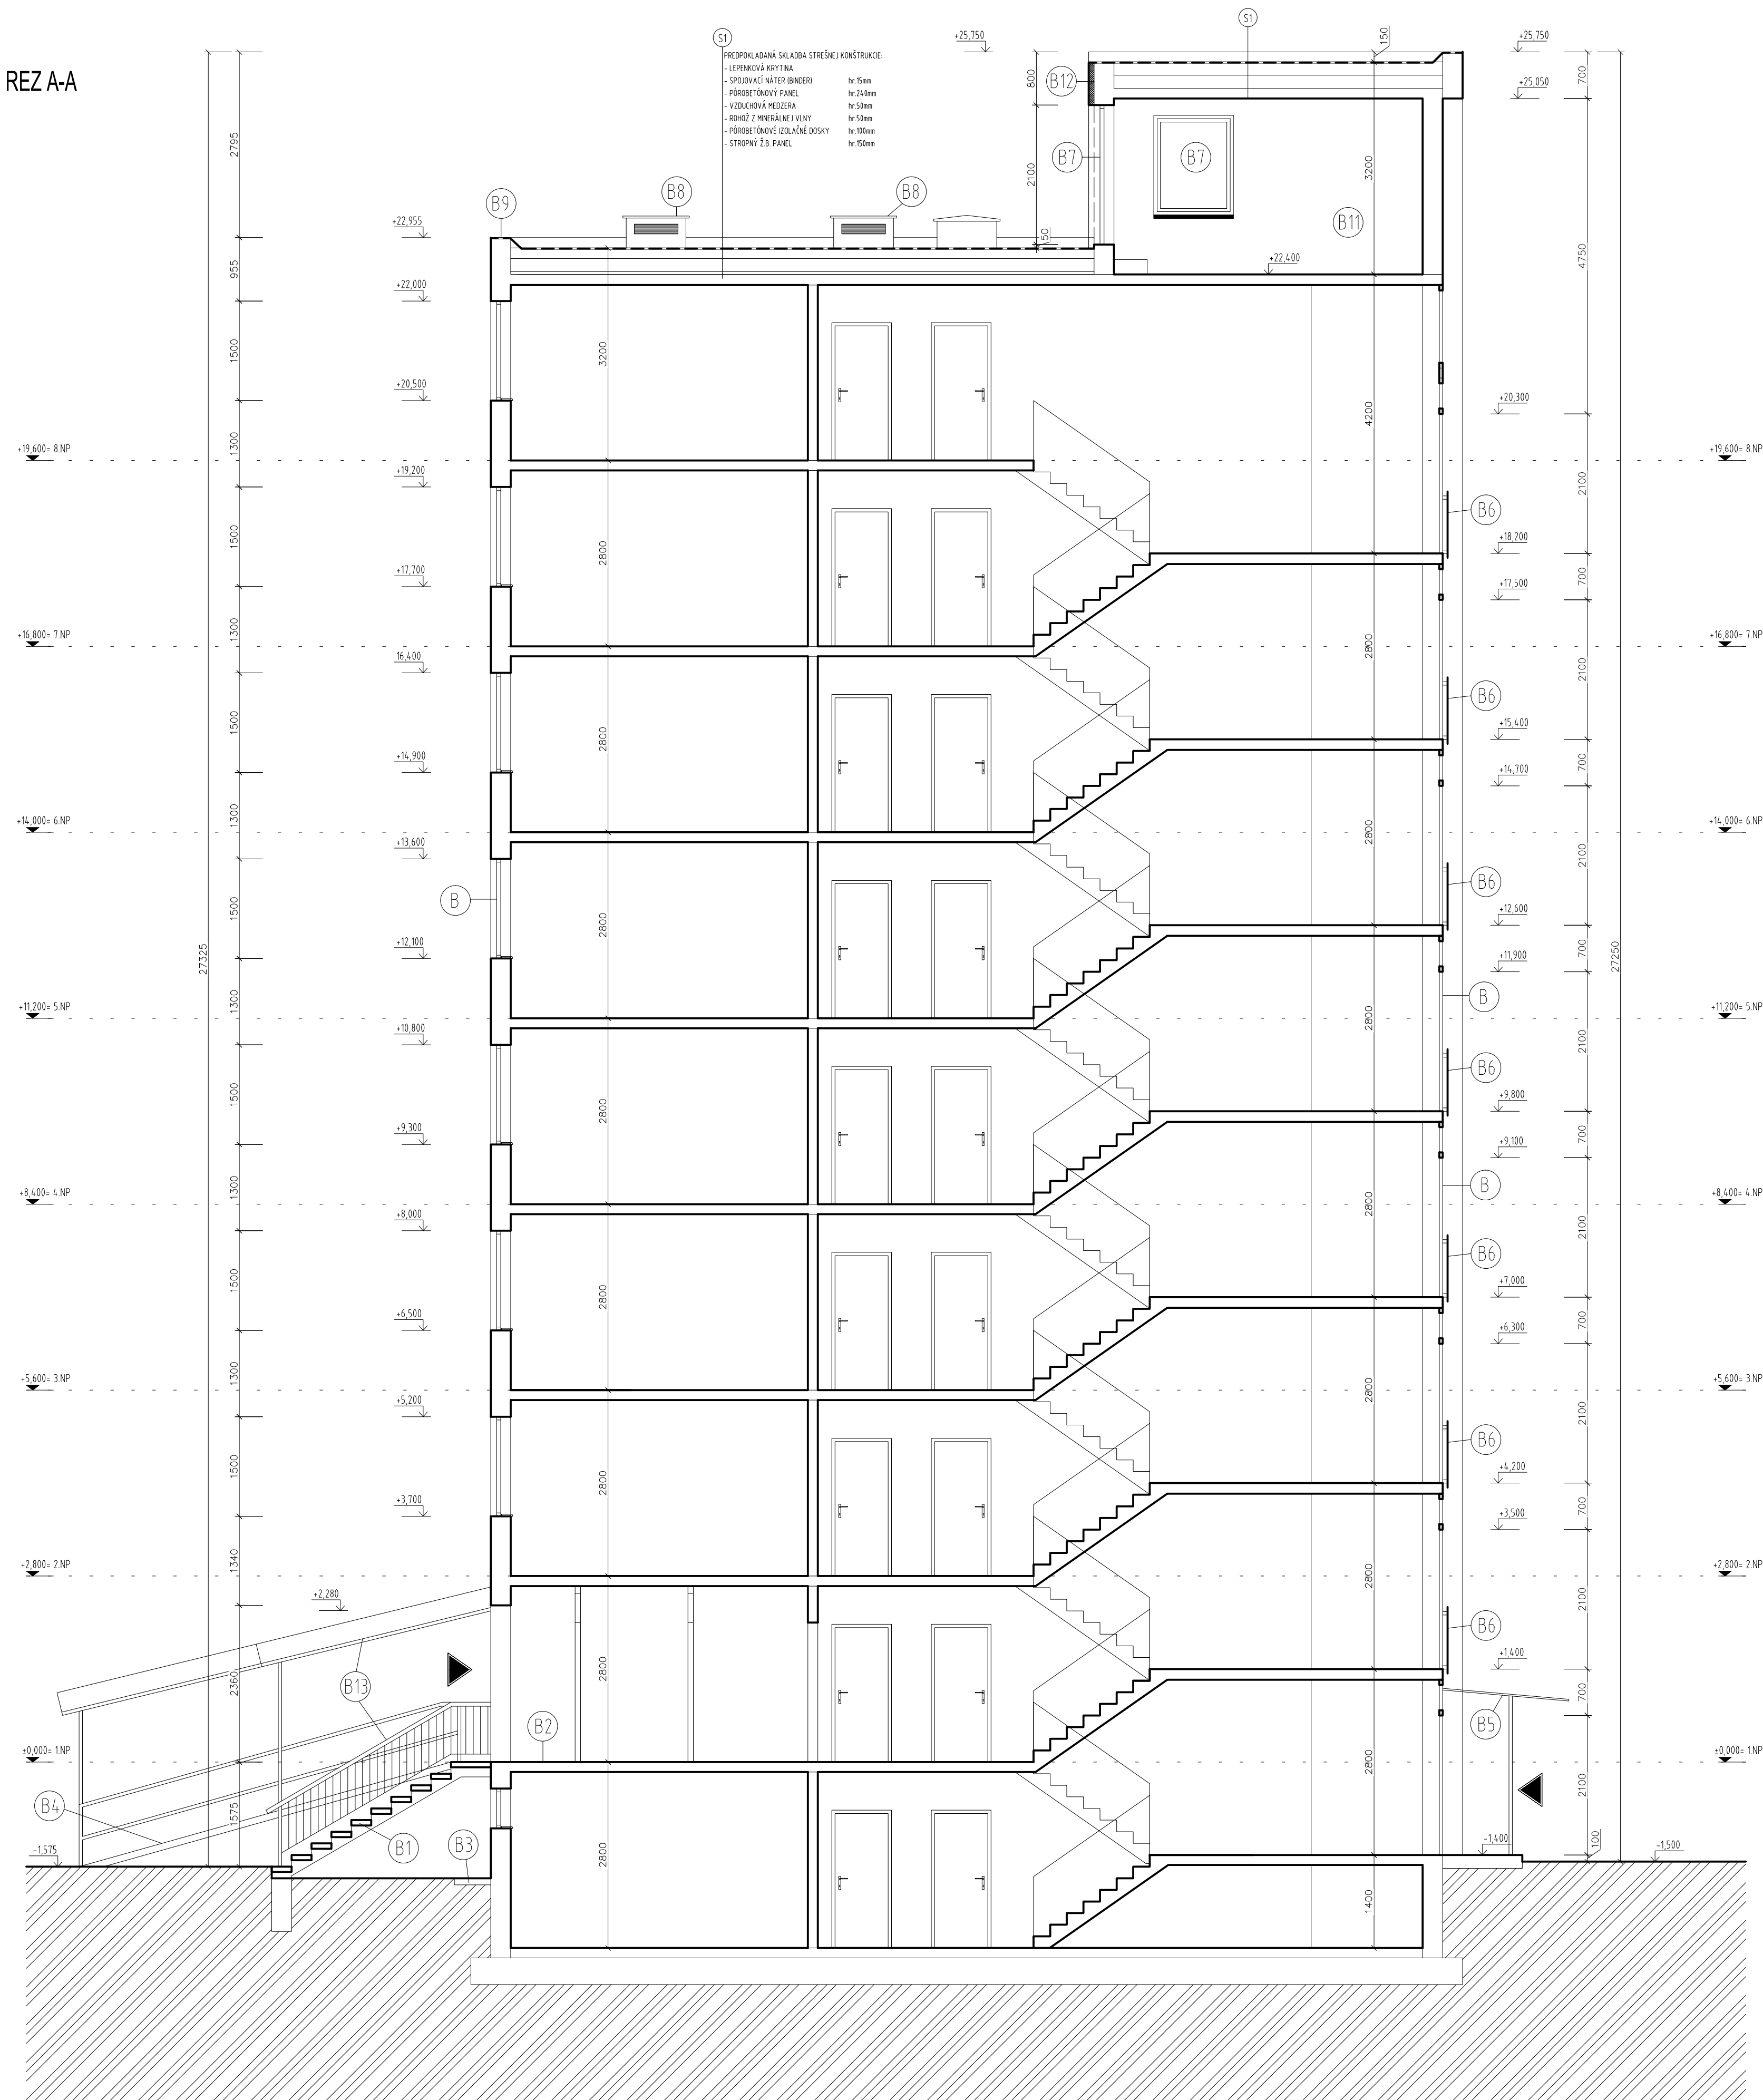 REZ A-A
S1
PREDPOKLADANÁ SKLADBA STREŠNEJ KONŠTRUKCIE:
- LEPENKOVÁ KRYTINA
- SPOJOVACÍ NÁTER (BINDER) hr.15mm
- PÓROBETÓNOVÝ PANEL hr.240mm
- VZDUCHOVÁ MEDZERA hr.50mm
- ROHOŽ Z MINERÁLNEJ VLNY hr.50mm
- PÓROBETÓNOVÉ IZOLAČNÉ DOSKY hr.100mm
- STROPNÝ Ž.B. PANEL hr.150mm
S1
+25,750
150
+25,750
800
B12
700
+25,050
2795
B7
B7
2100
3200
B8
B8
B9
B11
+22,955
50
+22,400
4750
955
+22,000
1500
3200
+20,500
+20,300
4200
1300
+19,600= 8.NP
+19,600= 8.NP
+19,200
2100
B6
1500
2800
+18,200
+17,700
700
+17,500
1300
+16,800= 7.NP
2800
+16,800= 7.NP
16,400
2100
B6
1500
2800
+15,400
+14,900
700
+14,700
1300
+14,000= 6.NP
2800
+14,000= 6.NP
+13,600
2100
B6
B
1500
2800
+12,600
27325
+12,100
700
27250
+11,900
B
1300
+11,200= 5.NP
2800
+11,200= 5.NP
+10,800
2100
B6
1500
2800
+9,800
+9,300
700
+9,100
B
1300
+8,400= 4.NP
2800
+8,400= 4.NP
+8,000
2100
B6
1500
2800
+7,000
+6,500
700
+6,300
1300
+5,600= 3.NP
2800
+5,600= 3.NP
+5,200
2100
B6
1500
2800
+4,200
+3,700
700
+3,500
1340
+2,800= 2.NP
2800
+2,800= 2.NP
+2,280
2100
B6
+1,400
2360
2800
B13
700
B2
B5
±0,000= 1.NP
2800
±0,000= 1.NP
B4
1575
2100
B1
B3
-1,575
-1,400
100
-1,500
2800
1400